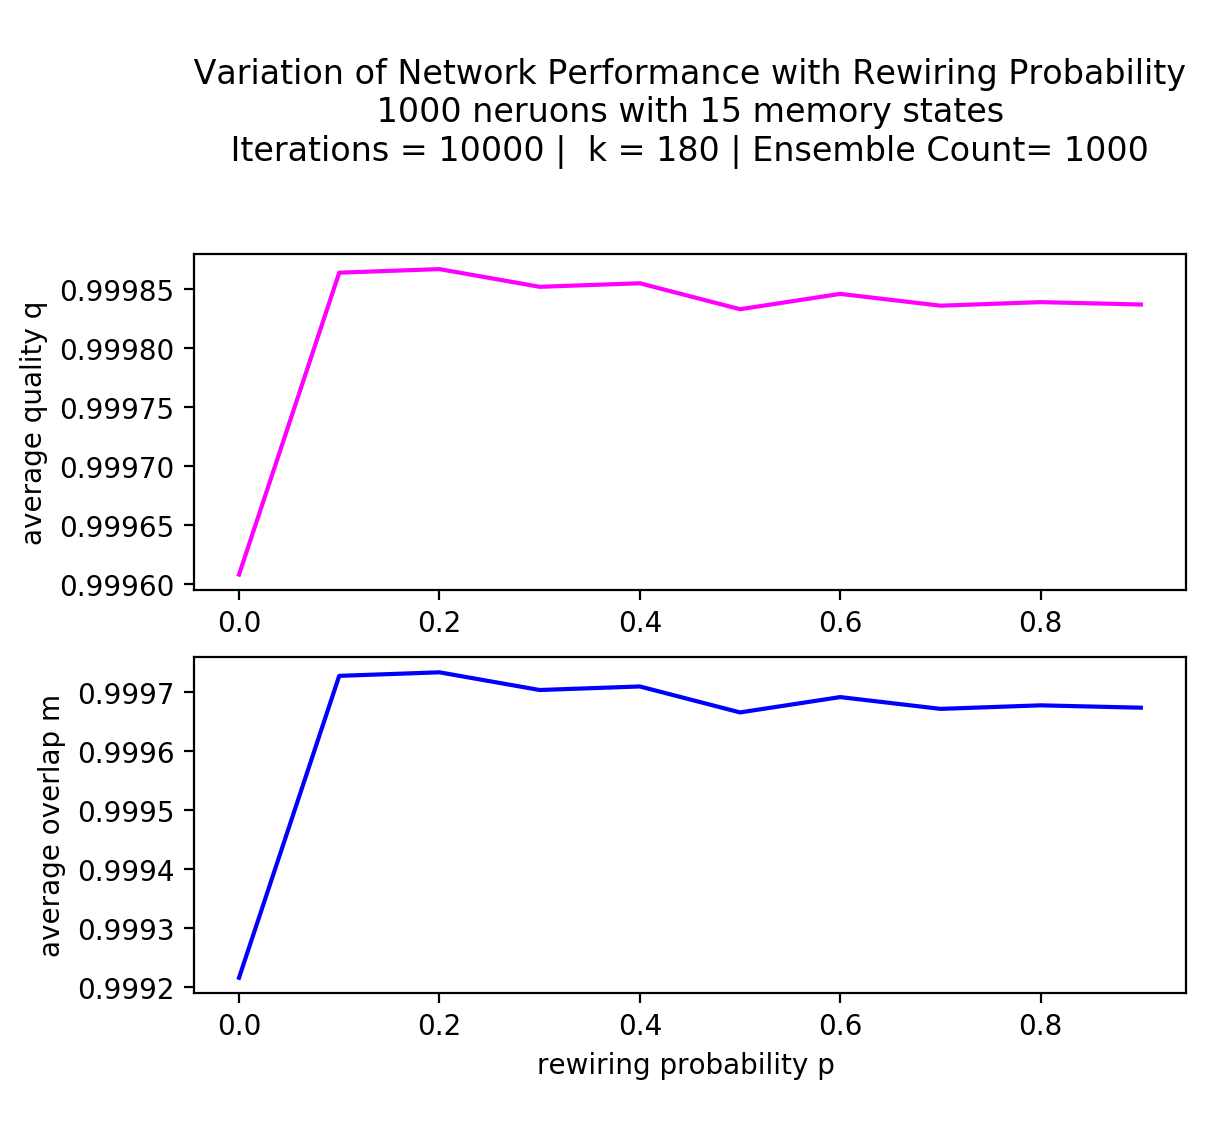 Variation of Network Performance with Rewiring Probability
1000 neruons with 15 memory states
Iterations = 10000 |  k = 180 | Ensemble Count= 1000
average quality q
0.99985
0.99980
0.99975
0.99970
0.99965
0.99960
0.0 0.2 0.4 0.6 0.8
average overlap m
0.9997
0.9996
0.9995
0.9994
0.9993
0.9992
0.0 0.2 0.4 0.6 0.8
rewiring probability p